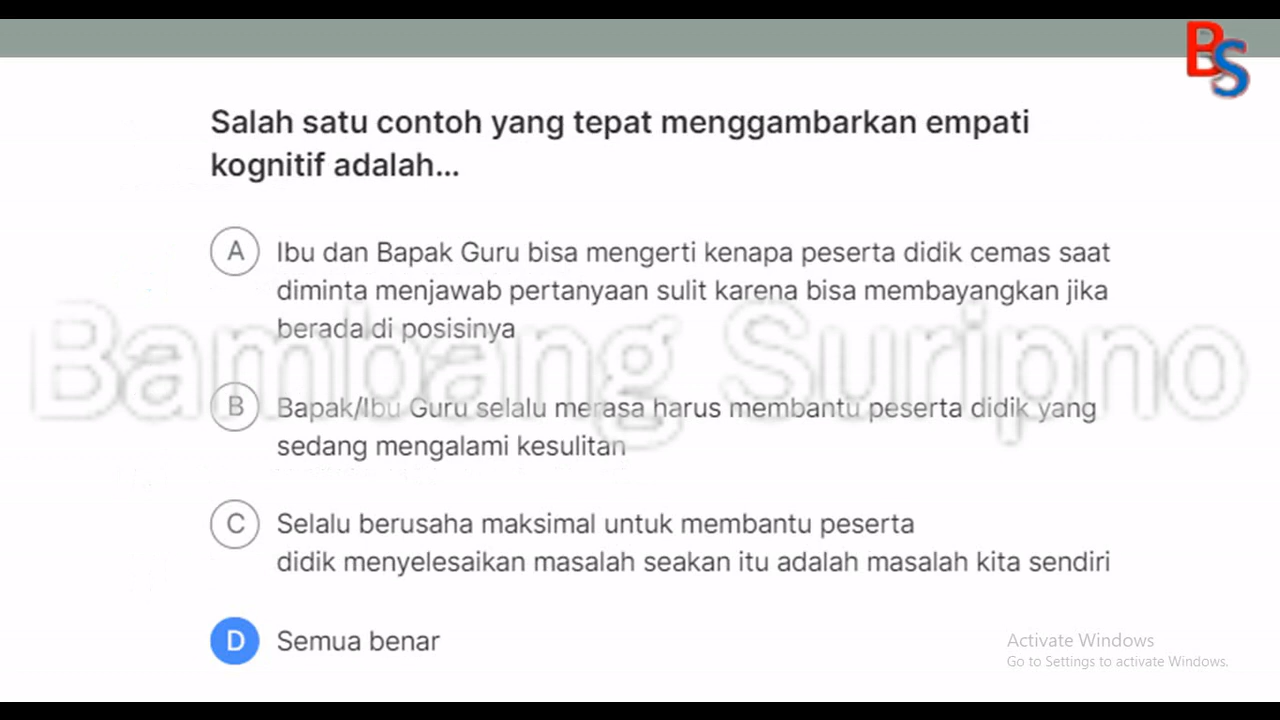 BS
Salah satu contoh yang tepat menggambarkan empati
kognitif adalah...
A Ibu dan Bapak Guru bisa mengerti kenapa peserta didik cemas saat
diminta menjawab pertanyaan sulit karena bisa membayangkan jika
berada di posisinya
Bambang Suripno
B Bapak/Ibu Guru selalu merasa harus membantu peserta didik yang
sedang mengalami kesulitan
C Selalu berusaha maksimal untuk membantu peserta
didik menyelesaikan masalah seakan itu adalah masalah kita sendiri
D Semua benar
Activate Windows
Go to Settings to activate Windows.